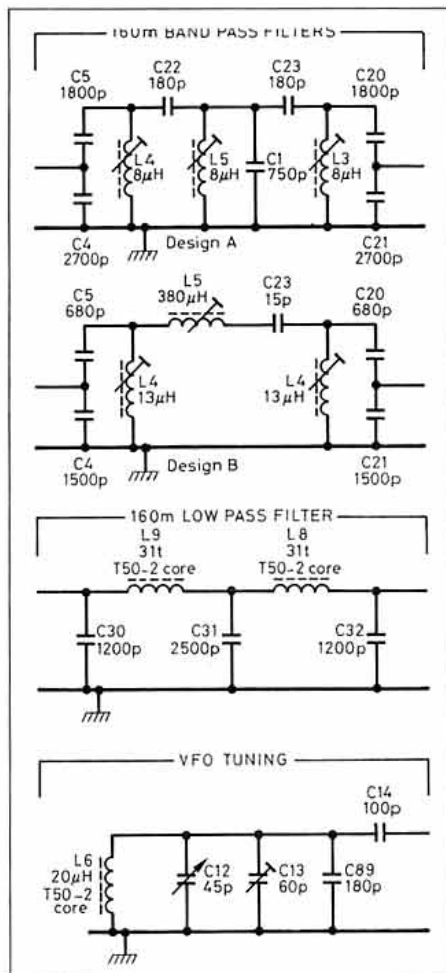 160m BAND PASS FILTERS
C5
1800p
C22
180p
C23
180p
C20
1800p
L4
8µH
L5
8µH
C1
750p
L3
8µH
C4
2700p
Design A
C21
2700p
C5
680p
L5
380µH
C23
15p
C20
680p
L4
13µH
L4
13µH
C4
1500p
Design B
C21
1500p
160m LOW PASS FILTER
L9
31t
T50-2 core
L8
31t
T50-2 core
C30
1200p
C31
2500p
C32
1200p
VFO TUNING
C14
100p
L6
20µH
T50-2
core
C12
45p
C13
60p
C89
180p